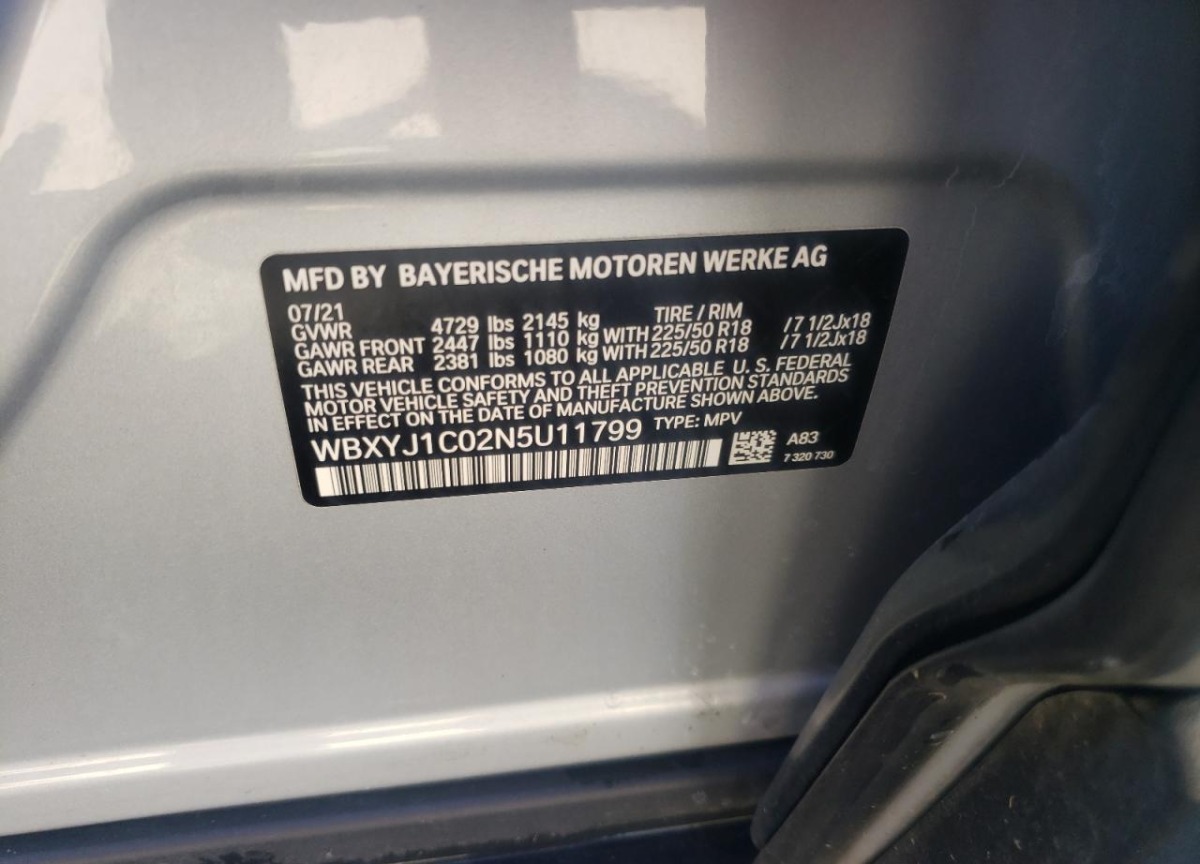 MFD BY BAYERISCHE MOTOREN WERKE AG
07/21 TIRE / RIM
GVWR 4729 lbs 2145 kg
GAWR FRONT 2447 lbs 1110 kg WITH 225/50 R18 /7 1/2Jx18
GAWR REAR 2381 lbs 1080 kg WITH 225/50 R18 /7 1/2Jx18
THIS VEHICLE CONFORMS TO ALL APPLICABLE U. S. FEDERAL
MOTOR VEHICLE SAFETY AND THEFT PREVENTION STANDARDS
IN EFFECT ON THE DATE OF MANUFACTURE SHOWN ABOVE.
WBXYJ1C02N5U11799 TYPE: MPV
A83
7 320 730